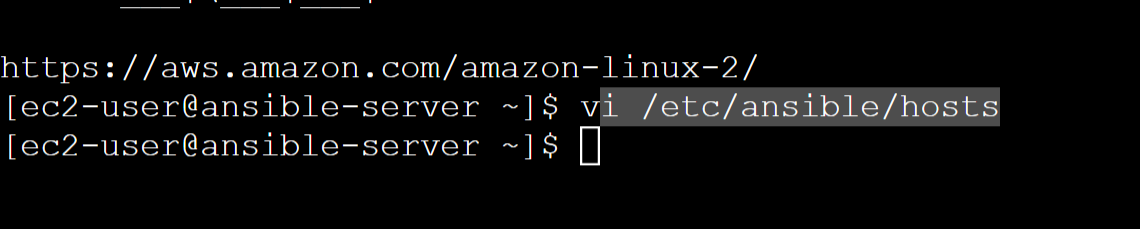 https://aws.amazon.com/amazon-linux-2/
[ec2-user@ansible-server ~]$ vi /etc/ansible/hosts
[ec2-user@ansible-server ~]$